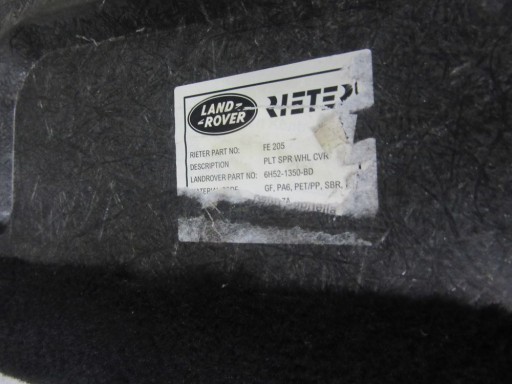 LAND ROVER RIETER
RIETER PART NO: FE 205
DESCRIPTION PLT SPR WHL CVR
LANDROVER PART NO: 6H52-1350-BD
GF, PA6, PET/PP, SBR,